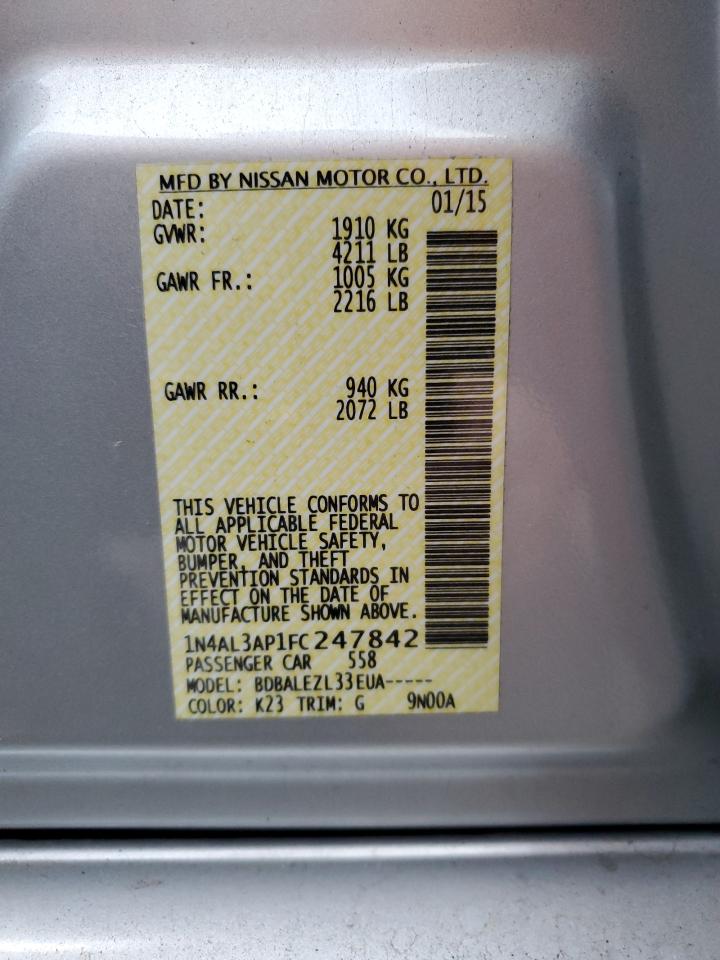 MFD BY NISSAN MOTOR CO., LTD.
DATE: 01/15
GVWR: 1910 KG
4211 LB
GAWR FR.: 1005 KG
2216 LB
GAWR RR.: 940 KG
2072 LB
THIS VEHICLE CONFORMS TO
ALL APPLICABLE FEDERAL
MOTOR VEHICLE SAFETY,
BUMPER, AND THEFT
PREVENTION STANDARDS IN
EFFECT ON THE DATE OF
MANUFACTURE SHOWN ABOVE.
1N4AL3AP1FC247842
PASSENGER CAR 558
MODEL: BDBALEZL33EUA-----
COLOR: K23 TRIM: G 9N00A